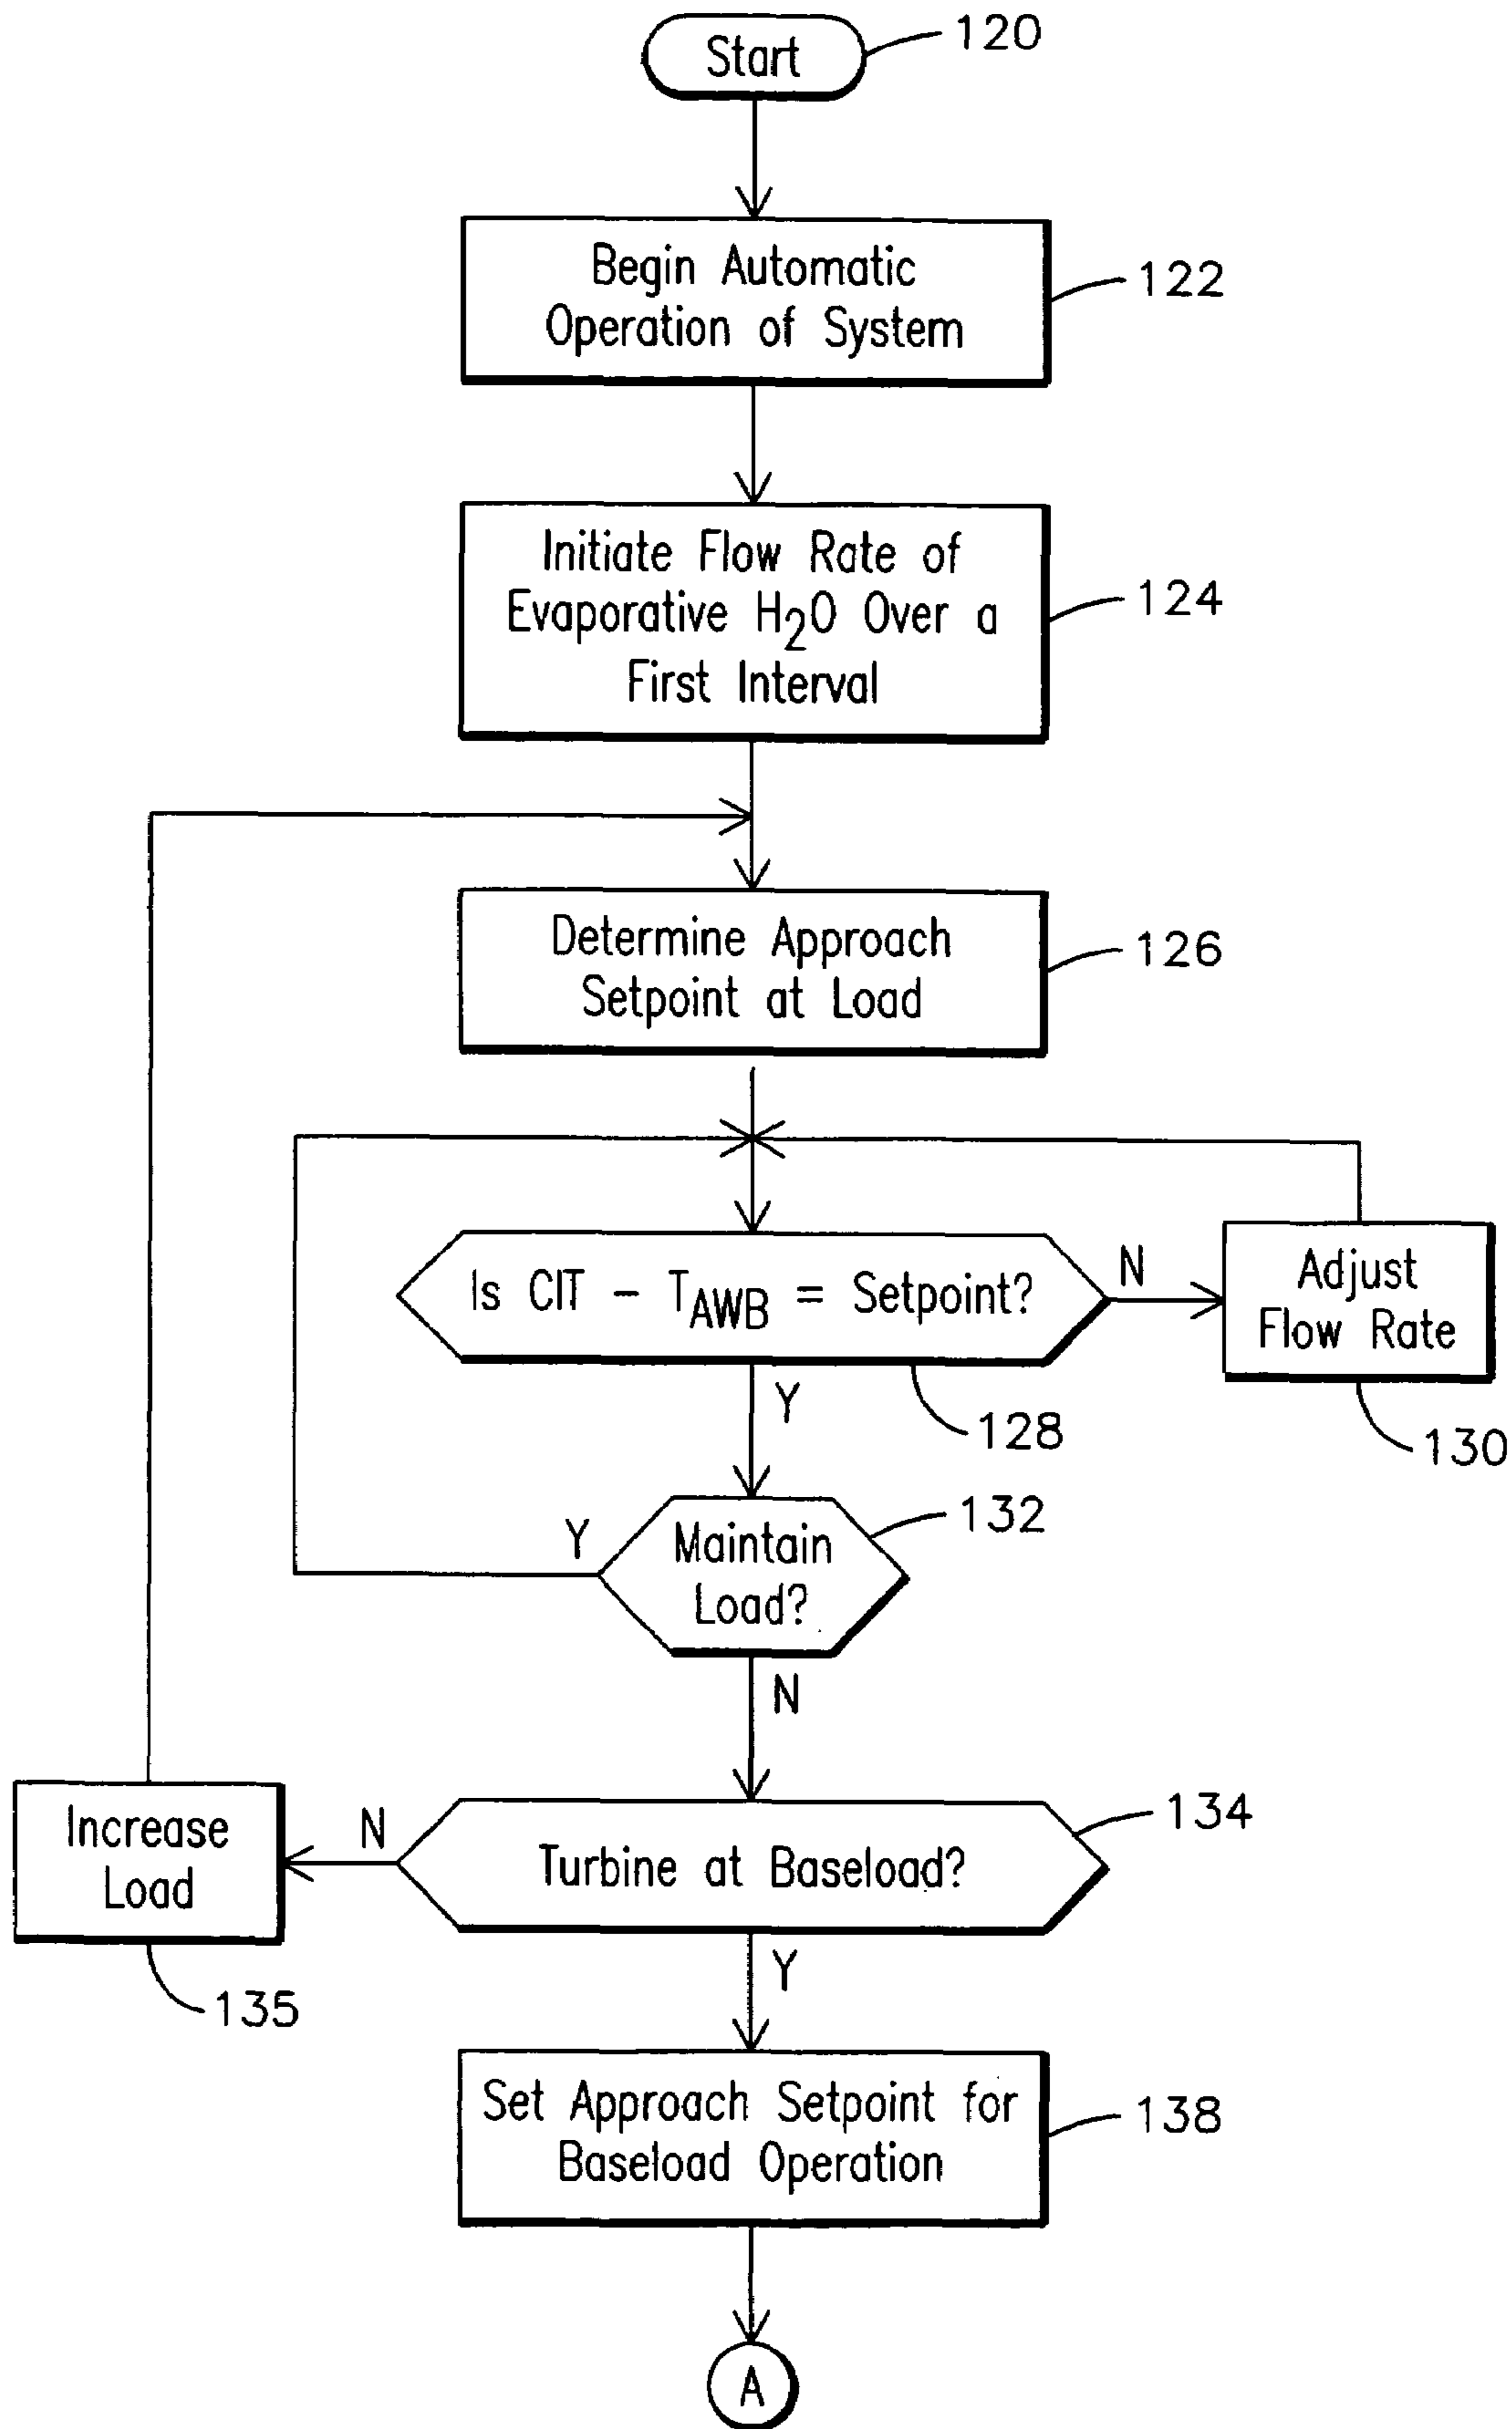 Start
120
Begin Automatic
Operation of System
122
Initiate Flow Rate of
Evaporative H₂O Over a
First Interval
124
Determine Approach
Setpoint at Load
126
Is CIT – T_AWB = Setpoint?
N
Adjust
Flow Rate
130
128
Y
Maintain
Load?
132
Y
N
Turbine at Baseload?
134
N
Increase
Load
135
Y
Set Approach Setpoint for
Baseload Operation
138
A